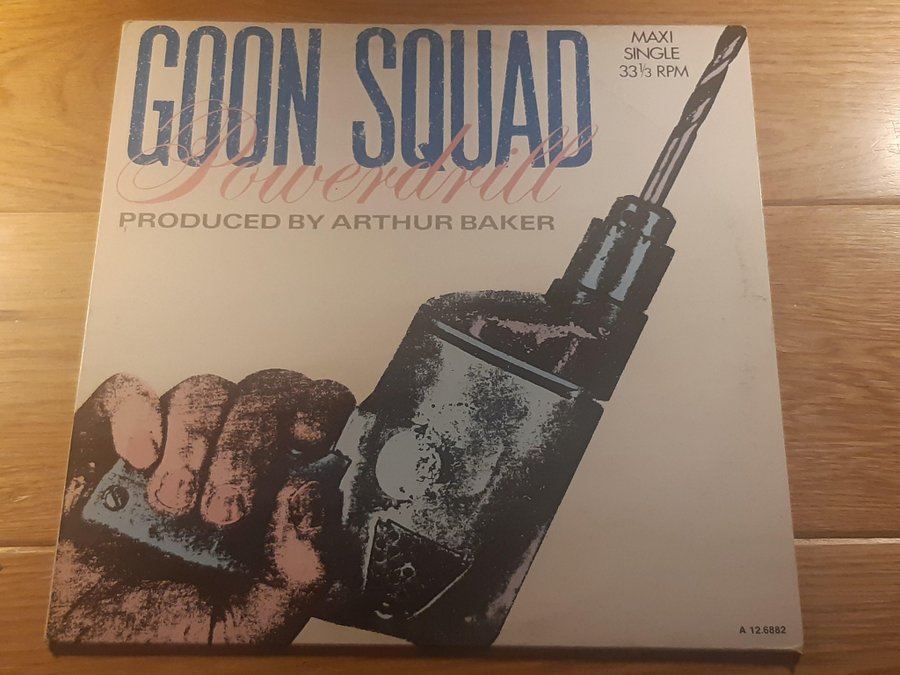 GOON SQUAD
Powerdrill
PRODUCED BY ARTHUR BAKER
MAXI
SINGLE
33⅓ RPM
A 12.6882